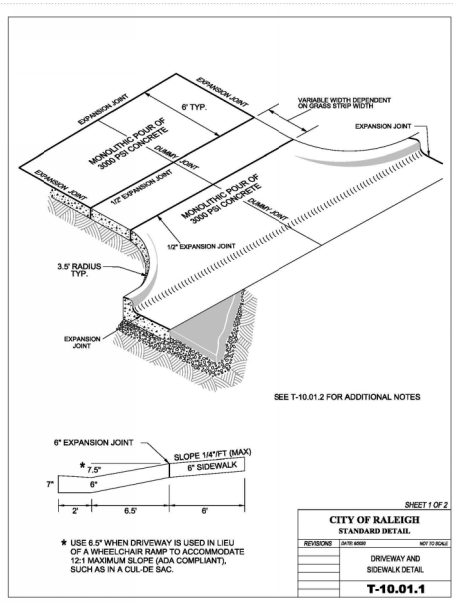 EXPANSION JOINT
EXPANSION JOINT
6' TYP.
VARIABLE WIDTH DEPENDENT
ON GRASS STRIP WIDTH
EXPANSION JOINT
MONOLITHIC POUR OF
3000 PSI CONCRETE
DUMMY JOINT
EXPANSION JOINT
1/2" EXPANSION JOINT
MONOLITHIC POUR OF
3000 PSI CONCRETE
DUMMY JOINT
1/2" EXPANSION JOINT
3.5' RADIUS
TYP.
EXPANSION
JOINT
SEE T-10.01.2 FOR ADDITIONAL NOTES
6" EXPANSION JOINT
SLOPE 1/4"/FT (MAX)
* 7.5"
6" SIDEWALK
7"
6"
2'
6.5'
6'
* USE 6.5" WHEN DRIVEWAY IS USED IN LIEU
OF A WHEELCHAIR RAMP TO ACCOMMODATE
12:1 MAXIMUM SLOPE (ADA COMPLIANT),
SUCH AS IN A CUL-DE SAC.
SHEET 1 OF 2
CITY OF RALEIGH
STANDARD DETAIL
REVISIONS
DATE:
NOT TO SCALE
DRIVEWAY AND
SIDEWALK DETAIL
T-10.01.1